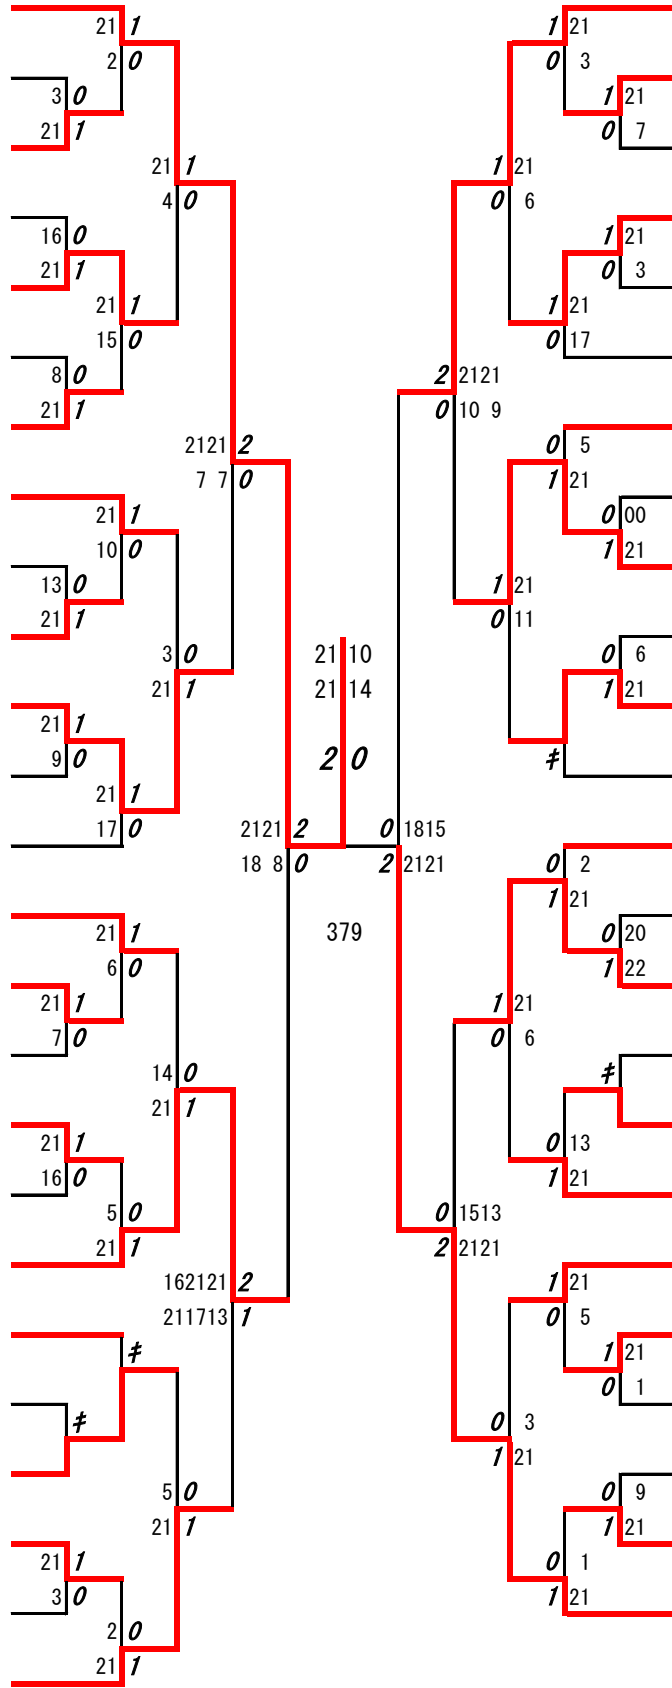 21 1 1 21
2 0 0 3
3 0 1 21
21 1 0 7
21 1 1 21
4 0 0 6
16 0 1 21
21 1 0 3
21 1 1 21
15 0 0 17
8 0 2 2121
21 1 0 10 9
2121 2 0 5
7 7 0 1 21
21 1 0 00
10 0 1 21
13 0 1 21
21 1 0 11
3 0 21 10 0 6
21 1 21 14 1 21
21 1 2 0 ≠
9 0
21 1
17 0 2121 2 0 1815
18 8 0 2 2121 0 2
1 21
21 1 379 0 20
6 0 1 22
21 1 1 21
7 0 0 6
14 0 ≠
21 1
21 1 0 13
16 0 1 21
5 0 0 1513
21 1 2 2121
162121 2 1 21
211713 1 0 5
≠ 1 21
0 1
≠ 0 3
1 21
5 0 0 9
21 1 1 21
21 1 0 1
3 0 1 21
2 0
21 1